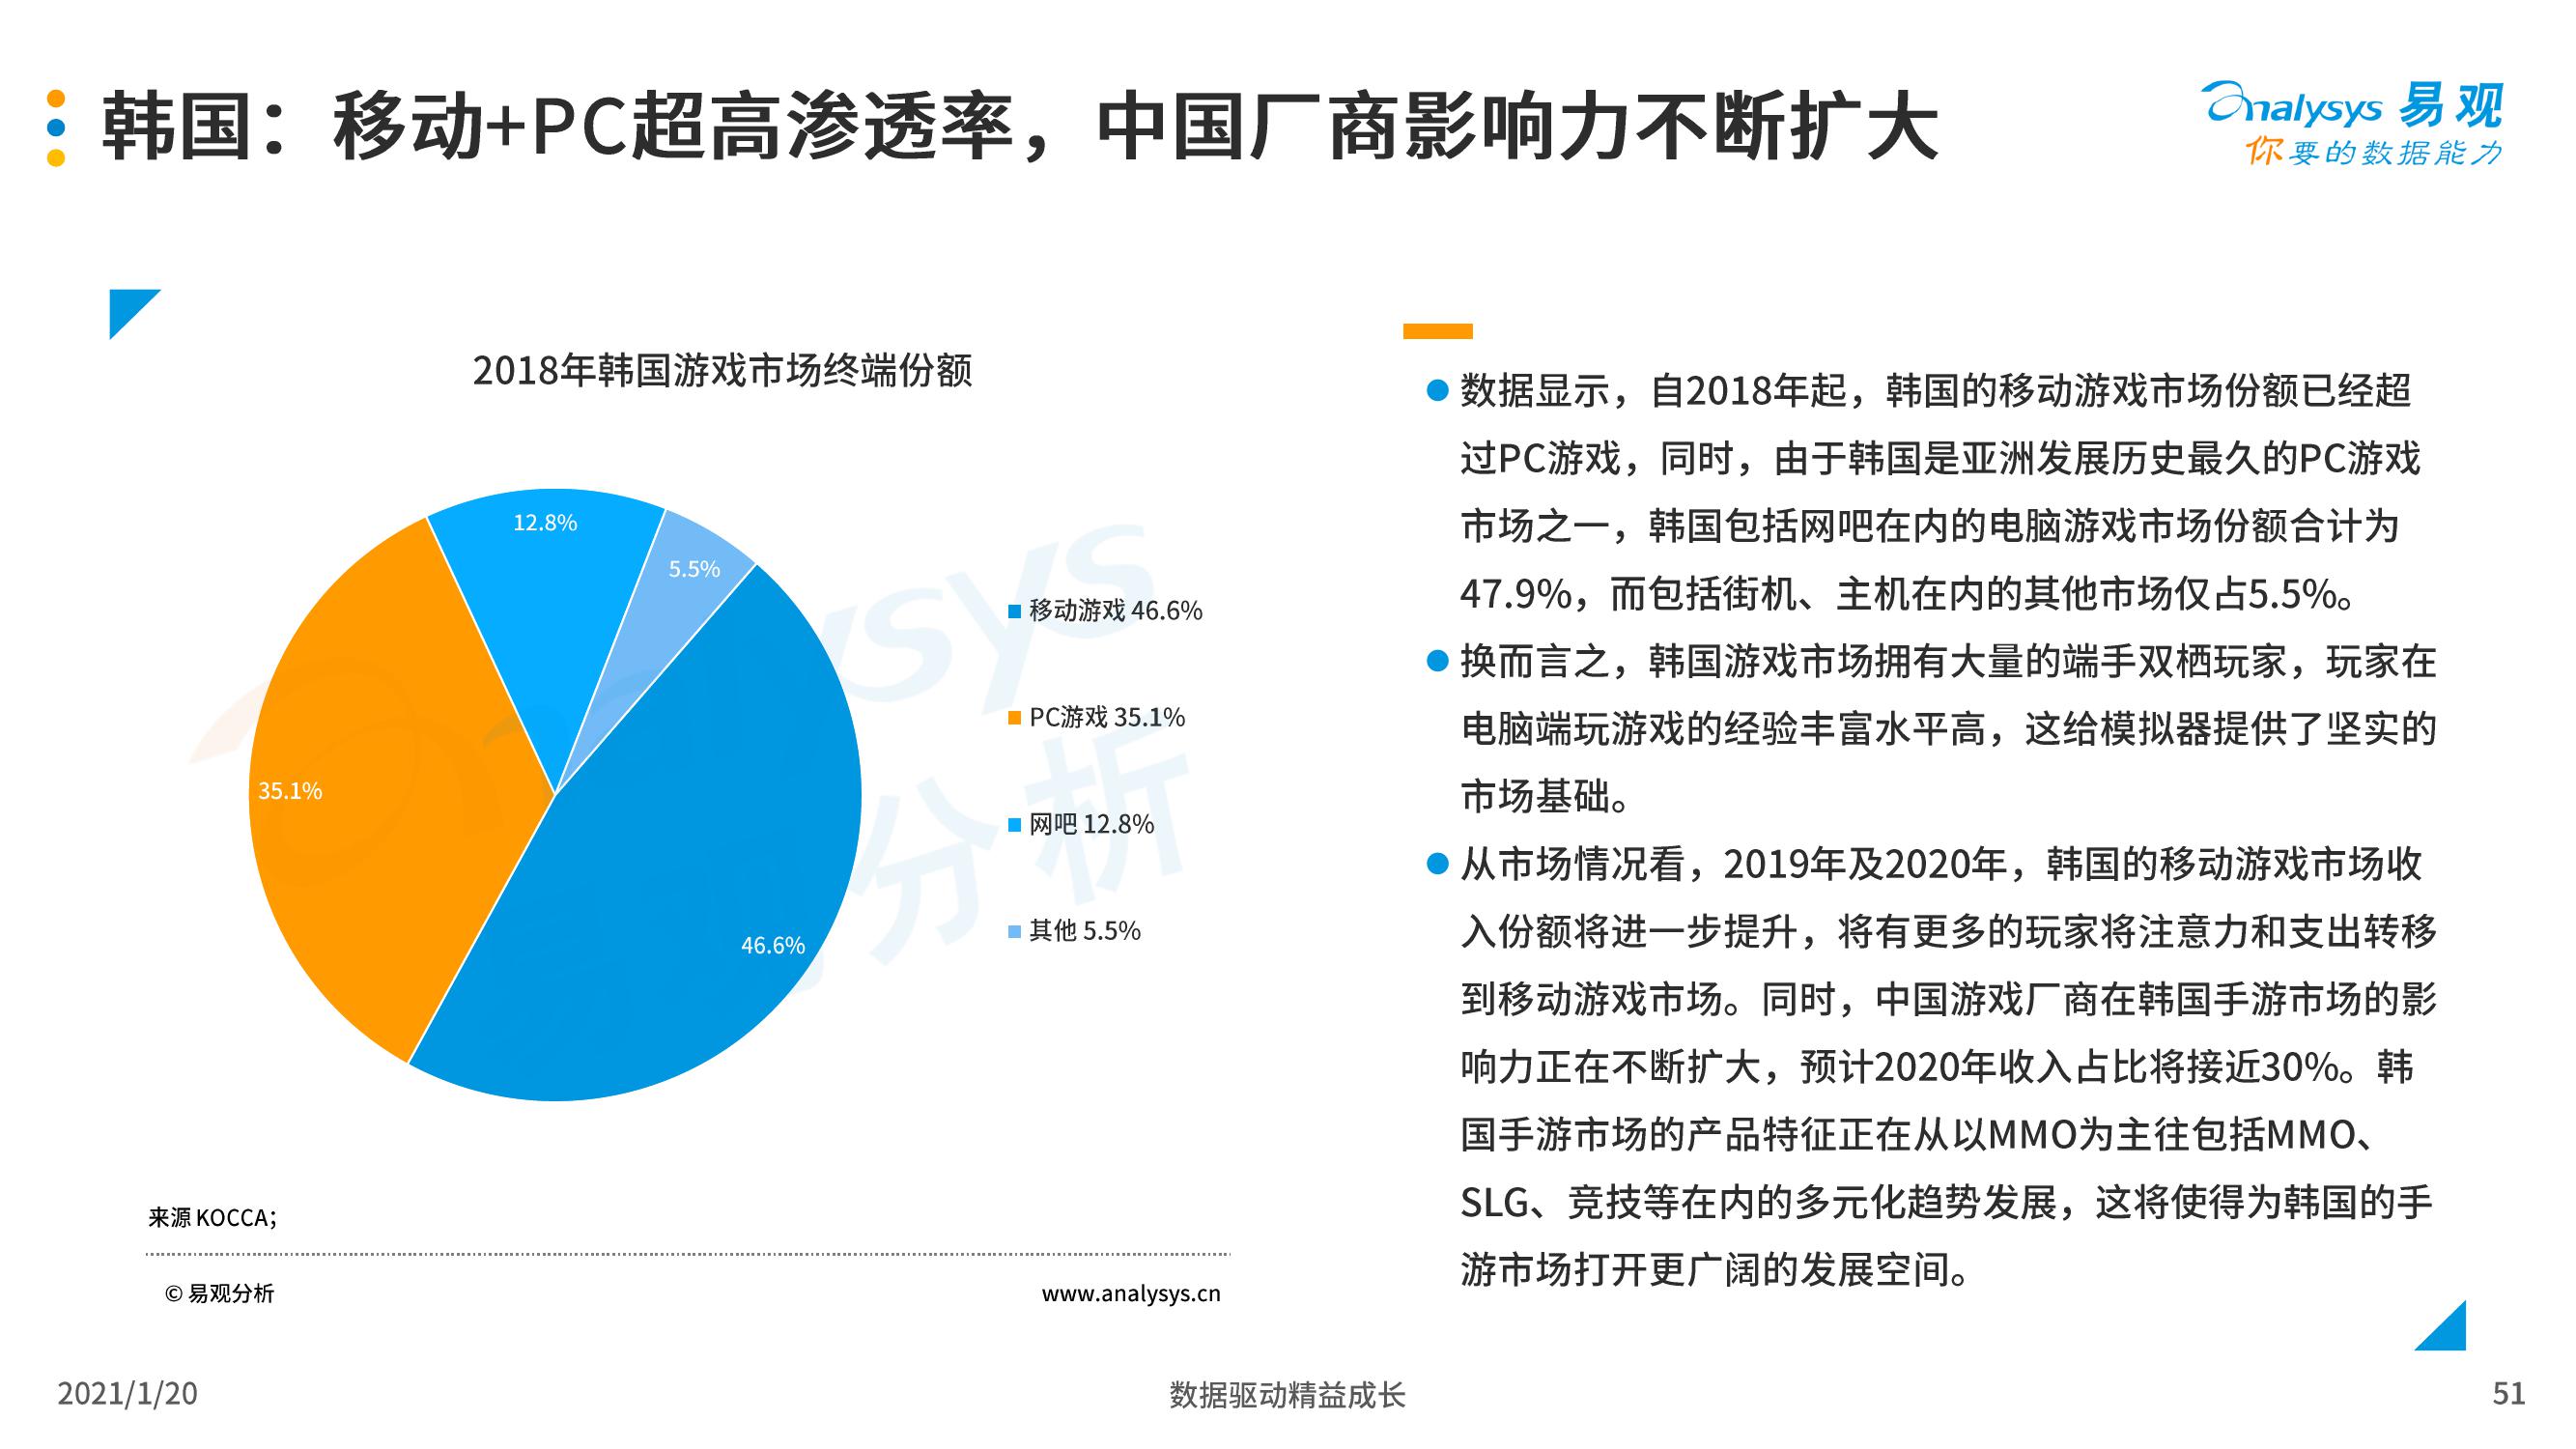 韩国：移动+PC超高渗透率，中国厂商影响力不断扩大
analysys 易观
你要的数据能力
2018年韩国游戏市场终端份额
12.8%
5.5%
35.1%
46.6%
移动游戏 46.6%
PC游戏 35.1%
网吧 12.8%
其他 5.5%
来源 KOCCA；
© 易观分析
www.analysys.cn
数据显示，自2018年起，韩国的移动游戏市场份额已经超
过PC游戏，同时，由于韩国是亚洲发展历史最久的PC游戏
市场之一，韩国包括网吧在内的电脑游戏市场份额合计为
47.9%，而包括街机、主机在内的其他市场仅占5.5%。
换而言之，韩国游戏市场拥有大量的端手双栖玩家，玩家在
电脑端玩游戏的经验丰富水平高，这给模拟器提供了坚实的
市场基础。
从市场情况看，2019年及2020年，韩国的移动游戏市场收
入份额将进一步提升，将有更多的玩家将注意力和支出转移
到移动游戏市场。同时，中国游戏厂商在韩国手游市场的影
响力正在不断扩大，预计2020年收入占比将接近30%。韩
国手游市场的产品特征正在从以MMO为主往包括MMO、
SLG、竞技等在内的多元化趋势发展，这将使得为韩国的手
游市场打开更广阔的发展空间。
2021/1/20
数据驱动精益成长
51